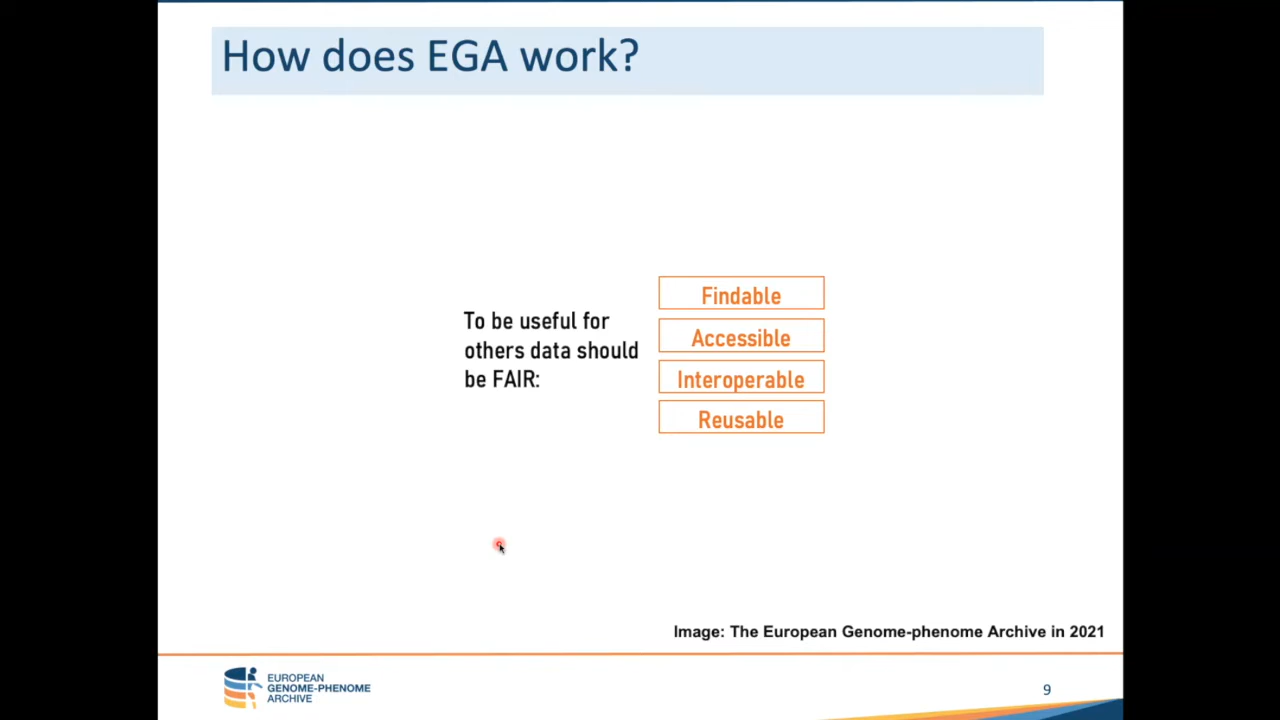 How does EGA work?
To be useful for
others data should
be FAIR:
Findable
Accessible
Interoperable
Reusable
Image: The European Genome-phenome Archive in 2021
EUROPEAN
GENOME-PHENOME
ARCHIVE
9